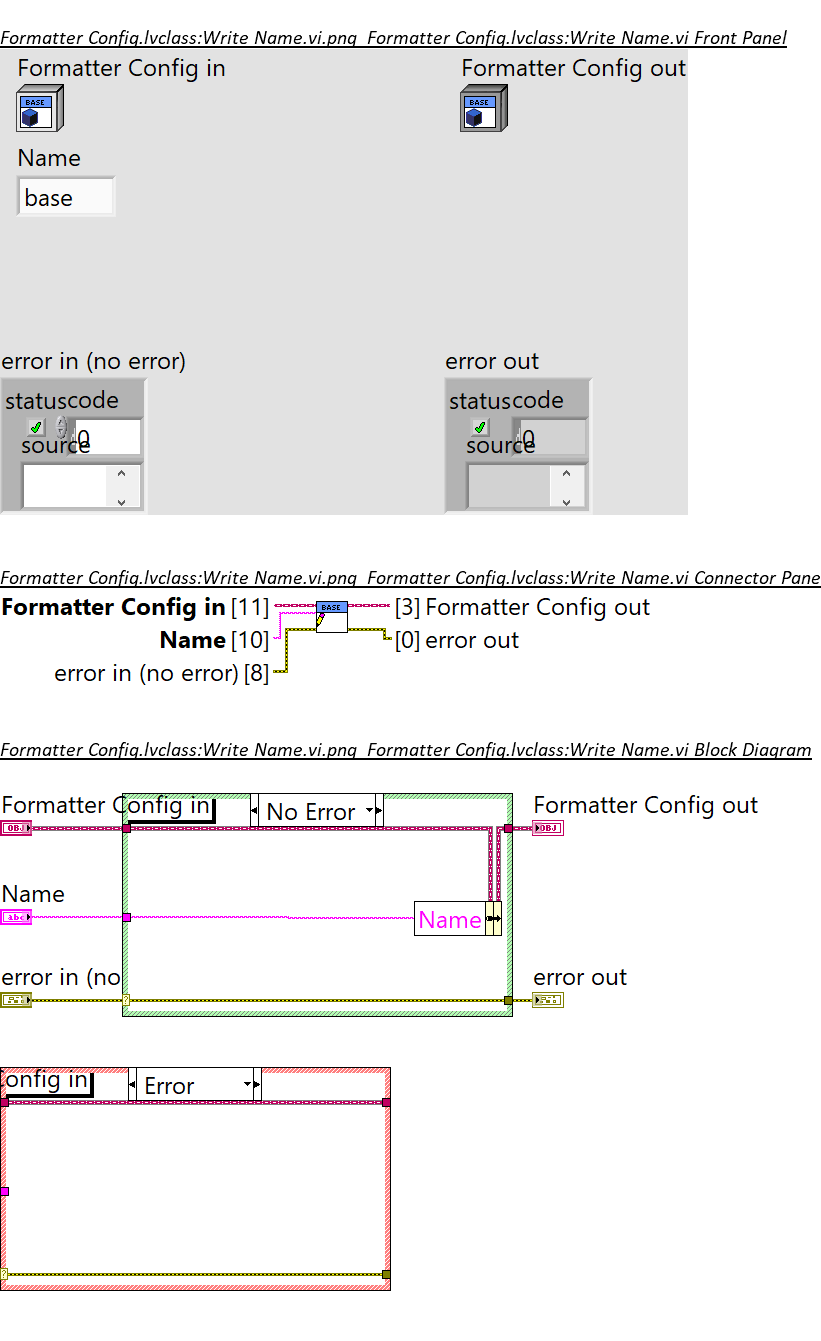 Formatter Config.lvclass:Write Name.vi.png  Formatter Config.lvclass:Write Name.vi Front Panel
Formatter Config in
Formatter Config out
BASE
BASE
Name
base
error in (no error)
error out
status code
status code
0
0
source
source
Formatter Config.lvclass:Write Name.vi.png  Formatter Config.lvclass:Write Name.vi Connector Pane
Formatter Config in [11]
BASE
[3] Formatter Config out
Name [10]
[0] error out
error in (no error) [8]
Formatter Config.lvclass:Write Name.vi.png  Formatter Config.lvclass:Write Name.vi Block Diagram
Formatter Config in
No Error
Formatter Config out
OBJ
OBJ
Name
abc
Name
error in (no
error out
?
onfig in
Error
?